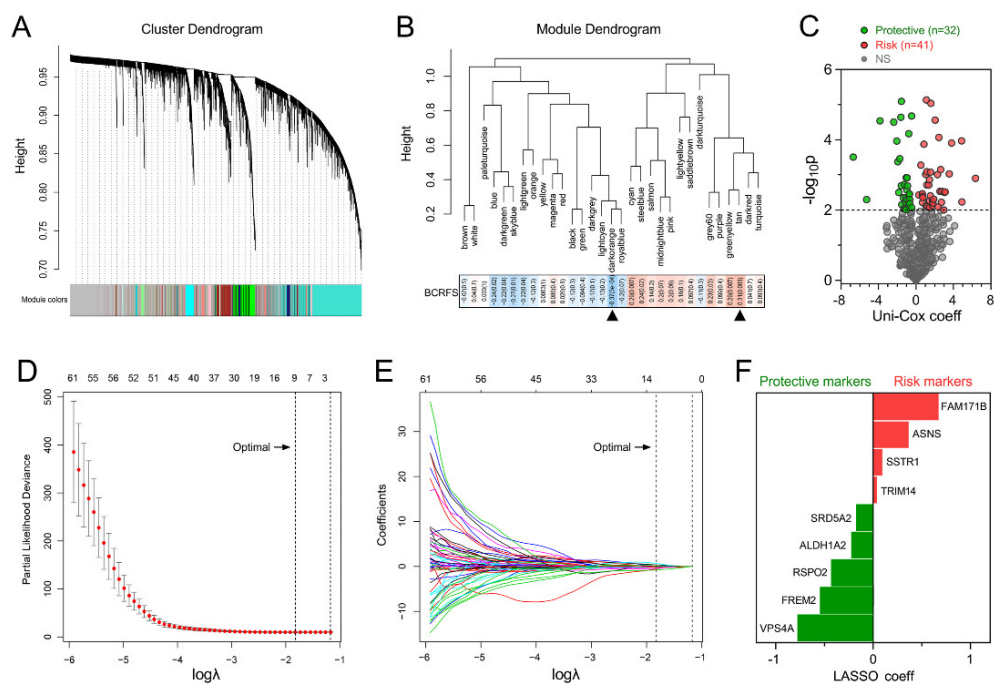 A
Cluster Dendrogram
Height
0.95
0.90
0.85
0.80
0.75
0.70
Module colors
B
Module Dendrogram
Height
1.0
0.8
0.6
0.4
0.2
brown
white
paleturquoise
blue
darkgreen
skyblue
lightgreen
orange
yellow
magenta
red
black
green
darkgrey
lightcyan
darkorange
royalblue
cyan
steelblue
salmon
midnightblue
pink
lightyellow
saddlebrown
darkturquoise
grey60
purple
greenyellow
tan
darkred
turquoise
BCRFS
C
Protective (n=32)
Risk (n=41)
NS
-log10p
6
4
2
0
-8 -4 0 4 8
Uni-Cox coeff
D
61 55 56 52 51 45 40 37 30 19 16 9 7 3
Partial Likelihood Deviance
500
400
300
200
100
0
Optimal
-6 -5 -4 -3 -2 -1
logλ
E
61 56 45 33 14 0
Coefficients
30
20
10
0
-10
Optimal
-6 -5 -4 -3 -2 -1
logλ
F
Protective markers Risk markers
FAM171B
ASNS
SSTR1
TRIM14
SRD5A2
ALDH1A2
RSPO2
FREM2
VPS4A
-1 0 1
LASSO coeff